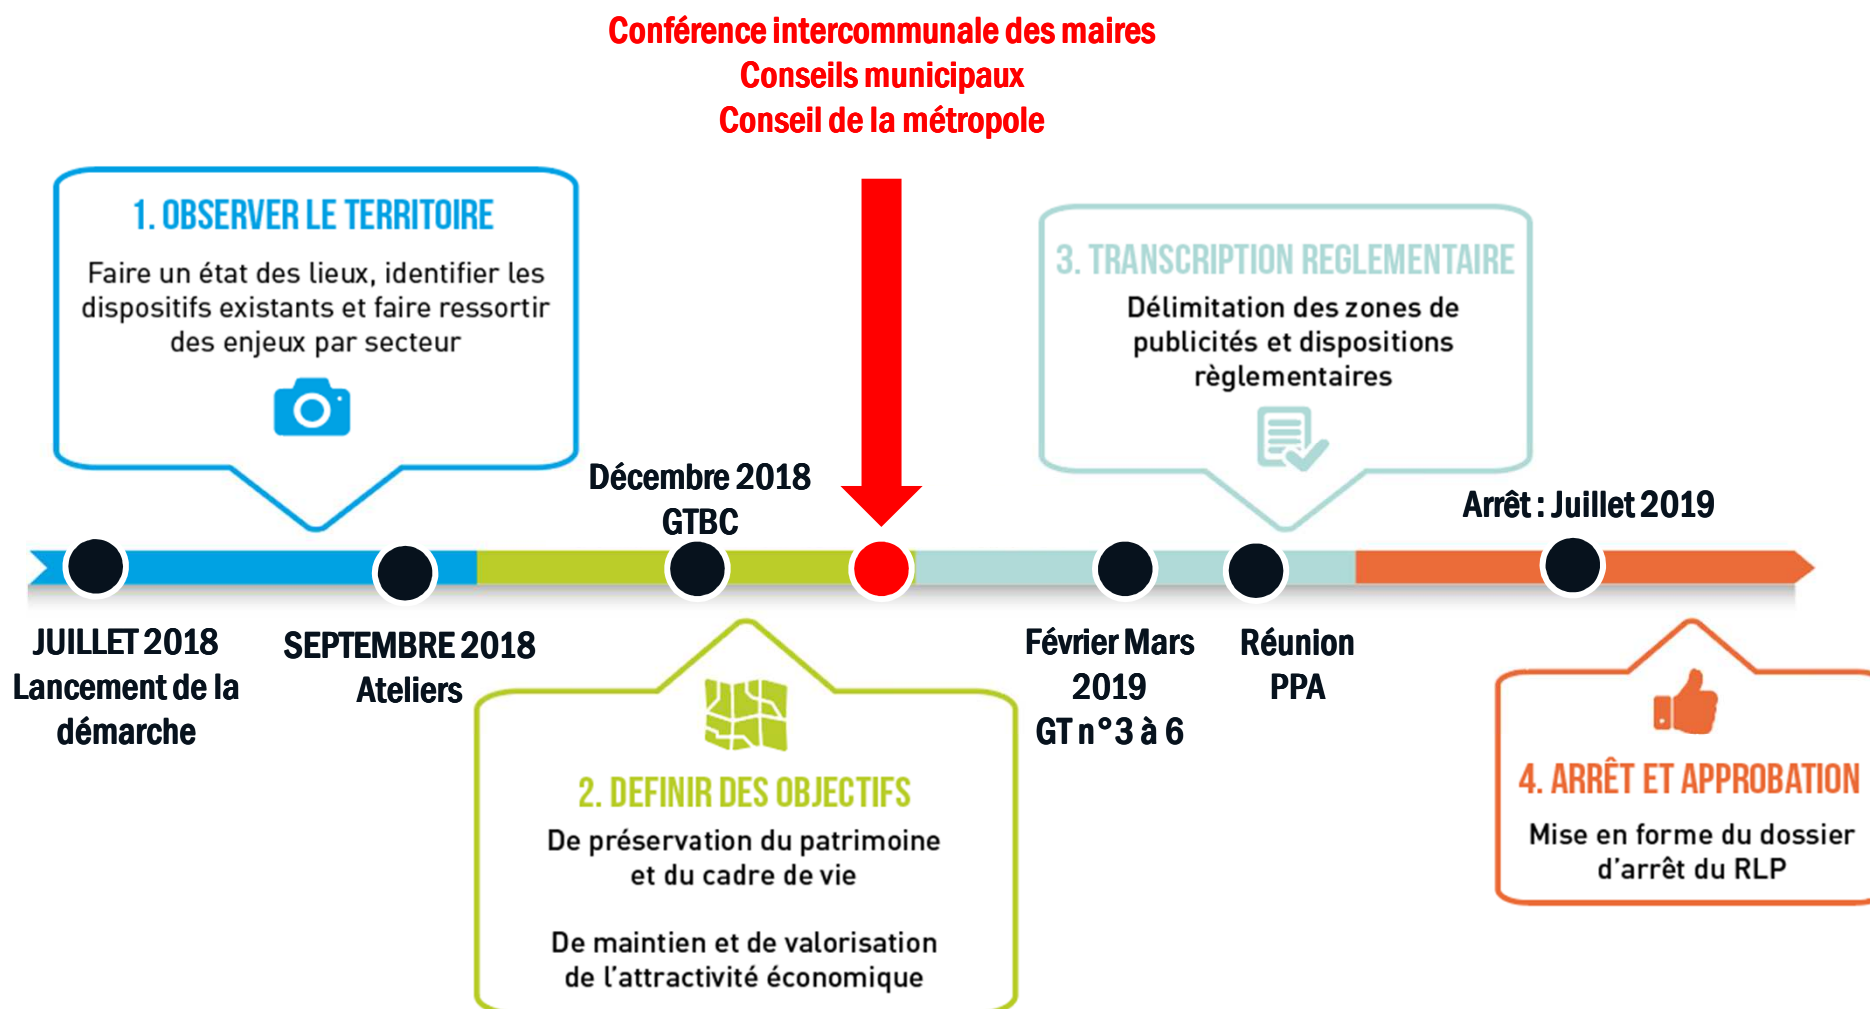 Conférence intercommunale des maires
Conseils municipaux
Conseil de la métropole
1. OBSERVER LE TERRITOIRE
Faire un état des lieux, identifier les
dispositifs existants et faire ressortir
des enjeux par secteur
3. TRANSCRIPTION REGLEMENTAIRE
Délimitation des zones de
publicités et dispositions
règlementaires
Décembre 2018
GTBC
Arrêt : Juillet 2019
JUILLET 2018
Lancement de la
démarche
SEPTEMBRE 2018
Ateliers
Février Mars
2019
GT n°3 à 6
Réunion
PPA
2. DEFINIR DES OBJECTIFS
De préservation du patrimoine
et du cadre de vie
De maintien et de valorisation
de l'attractivité économique
4. ARRÊT ET APPROBATION
Mise en forme du dossier
d'arrêt du RLP